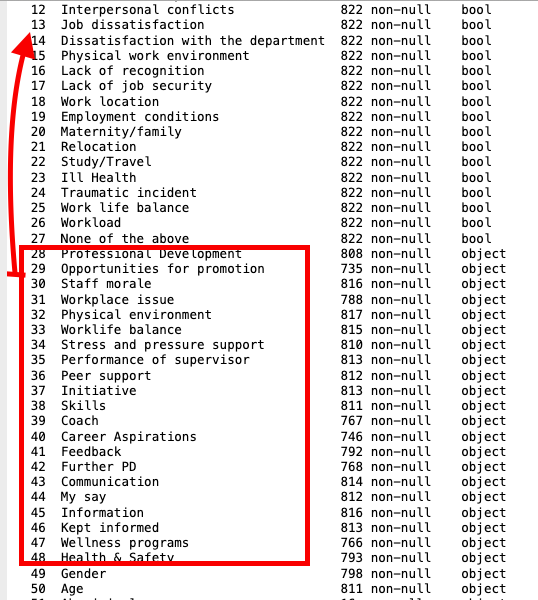 12 Interpersonal conflicts 822 non-null bool
13 Job dissatisfaction 822 non-null bool
14 Dissatisfaction with the department 822 non-null bool
15 Physical work environment 822 non-null bool
16 Lack of recognition 822 non-null bool
17 Lack of job security 822 non-null bool
18 Work location 822 non-null bool
19 Employment conditions 822 non-null bool
20 Maternity/family 822 non-null bool
21 Relocation 822 non-null bool
22 Study/Travel 822 non-null bool
23 Ill Health 822 non-null bool
24 Traumatic incident 822 non-null bool
25 Work life balance 822 non-null bool
26 Workload 822 non-null bool
27 None of the above 822 non-null bool
28 Professional Development 808 non-null object
29 Opportunities for promotion 735 non-null object
30 Staff morale 816 non-null object
31 Workplace issue 788 non-null object
32 Physical environment 817 non-null object
33 Worklife balance 815 non-null object
34 Stress and pressure support 810 non-null object
35 Performance of supervisor 813 non-null object
36 Peer support 812 non-null object
37 Initiative 813 non-null object
38 Skills 811 non-null object
39 Coach 767 non-null object
40 Career Aspirations 746 non-null object
41 Feedback 792 non-null object
42 Further PD 768 non-null object
43 Communication 814 non-null object
44 My say 812 non-null object
45 Information 816 non-null object
46 Kept informed 813 non-null object
47 Wellness programs 766 non-null object
48 Health & Safety 793 non-null object
49 Gender 798 non-null object
50 Age 811 non-null object